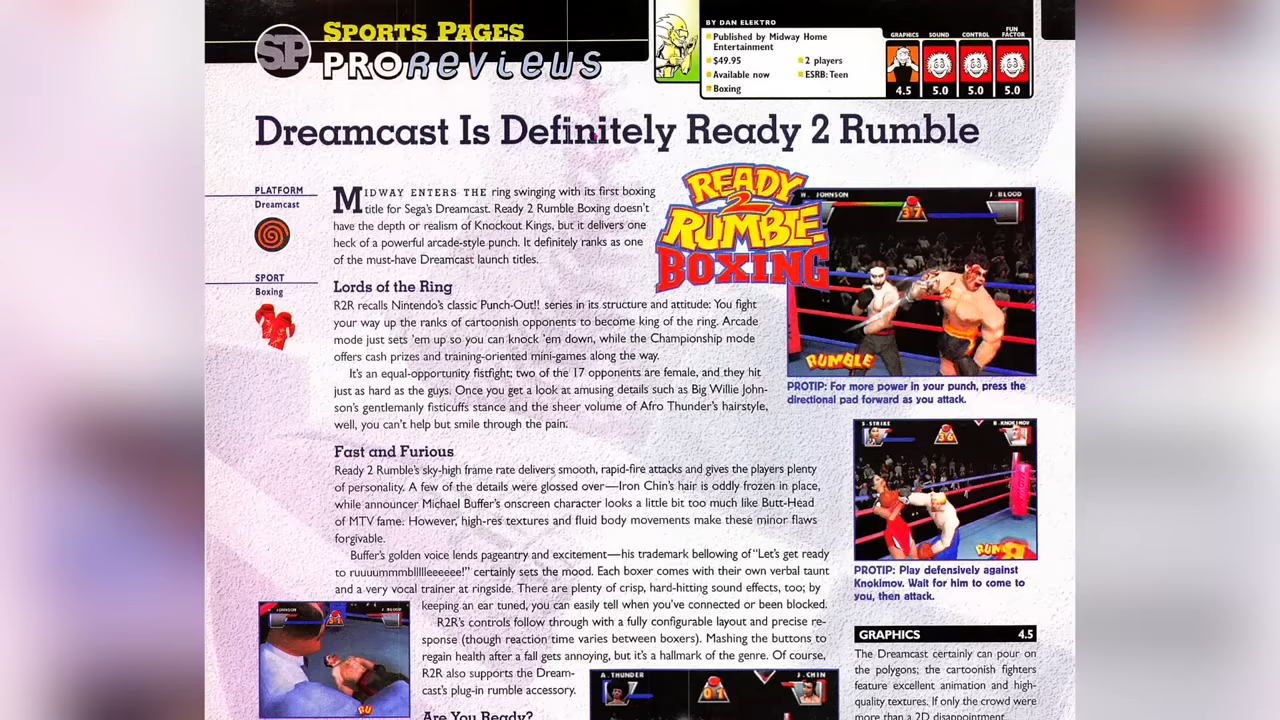 SP
SPORTS PAGES
PROREVIEWS
BY DAN ELEKTRO
Published by Midway Home
Entertainment
$49.95
2 players
Available now
ESRB: Teen
Boxing
GRAPHICS
SOUND
CONTROL
FUN
FACTOR
4.5
5.0
5.0
5.0
Dreamcast Is Definitely Ready 2 Rumble
PLATFORM
Dreamcast
SPORT
Boxing
MIDWAY ENTERS THE ring swinging with its first boxing
title for Sega's Dreamcast. Ready 2 Rumble Boxing doesn't
have the depth or realism of Knockout Kings, but it delivers one
heck of a powerful arcade-style punch. It definitely ranks as one
of the must-have Dreamcast launch titles.
READY
2
RUMBLE
BOXING
Lords of the Ring
R2R recalls Nintendo's classic Punch-Out!! series in its structure and attitude: You fight
your way up the ranks of cartoonish opponents to become king of the ring. Arcade
mode just sets 'em up so you can knock 'em down, while the Championship mode
offers cash prizes and training-oriented mini-games along the way.
It's an equal-opportunity fistfight; two of the 17 opponents are female, and they hit
just as hard as the guys. Once you get a look at amusing details such as Big Willie John-
son's gentlemanly fisticuffs stance and the sheer volume of Afro Thunder's hairstyle,
well, you can't help but smile through the pain.
Fast and Furious
Ready 2 Rumble's sky-high frame rate delivers smooth, rapid-fire attacks and gives the players plenty
of personality. A few of the details were glossed over—Iron Chin's hair is oddly frozen in place,
while announcer Michael Buffer's onscreen character looks a little bit too much like Butt-Head
of MTV fame. However, high-res textures and fluid body movements make these minor flaws
forgivable.
Buffer's golden voice lends pageantry and excitement—his trademark bellowing of "Let's get ready
to ruuuummmbllllleeeeee!" certainly sets the mood. Each boxer comes with their own verbal taunt
and a very vocal trainer at ringside. There are plenty of crisp, hard-hitting sound effects, too; by
keeping an ear tuned, you can easily tell when you've connected or been blocked.
R2R's controls follow through with a fully configurable layout and precise re-
sponse (though reaction time varies between boxers). Mashing the buttons to
regain health after a fall gets annoying, but it's a hallmark of the genre. Of course,
R2R also supports the Dream-
cast's plug-in rumble accessory.
Are You Ready?
W. JOHNSON
J. BLOOD
37
RUMBLE
PROTIP: For more power in your punch, press the
directional pad forward as you attack.
S. STRIKE
B. KNOKIMOV
36
RUM
PROTIP: Play defensively against
Knokimov. Wait for him to come to
you, then attack.
GRAPHICS 4.5
The Dreamcast certainly can pour on
the polygons; the cartoonish fighters
feature excellent animation and high-
quality textures. If only the crowd were
more than a 2D disappointment.
JOHNSON
J. BLOOD
RU
A. THUNDER
J. CHIN
01